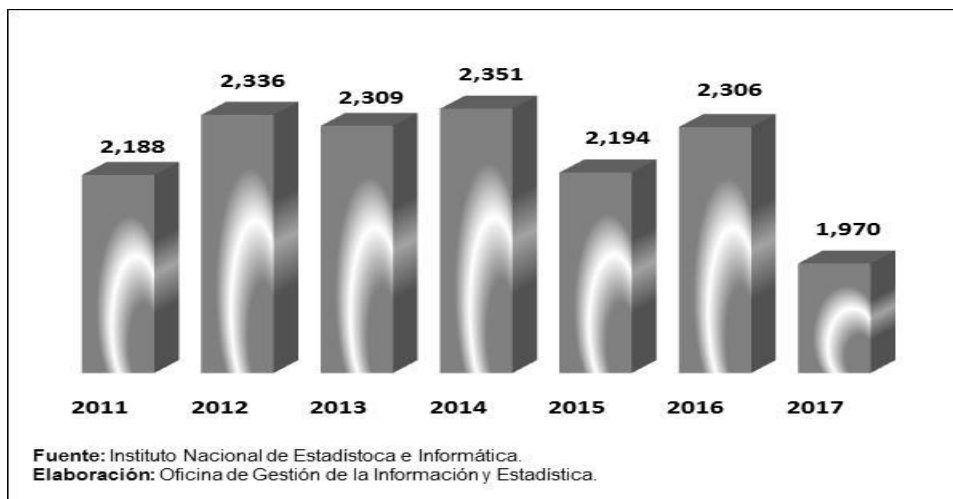 2,188
2,336
2,309
2,351
2,194
2,306
1,970
2011 2012 2013 2014 2015 2016 2017
Fuente: Instituto Nacional de Estadístoca e Informática.
Elaboración: Oficina de Gestión de la Información y Estadística.